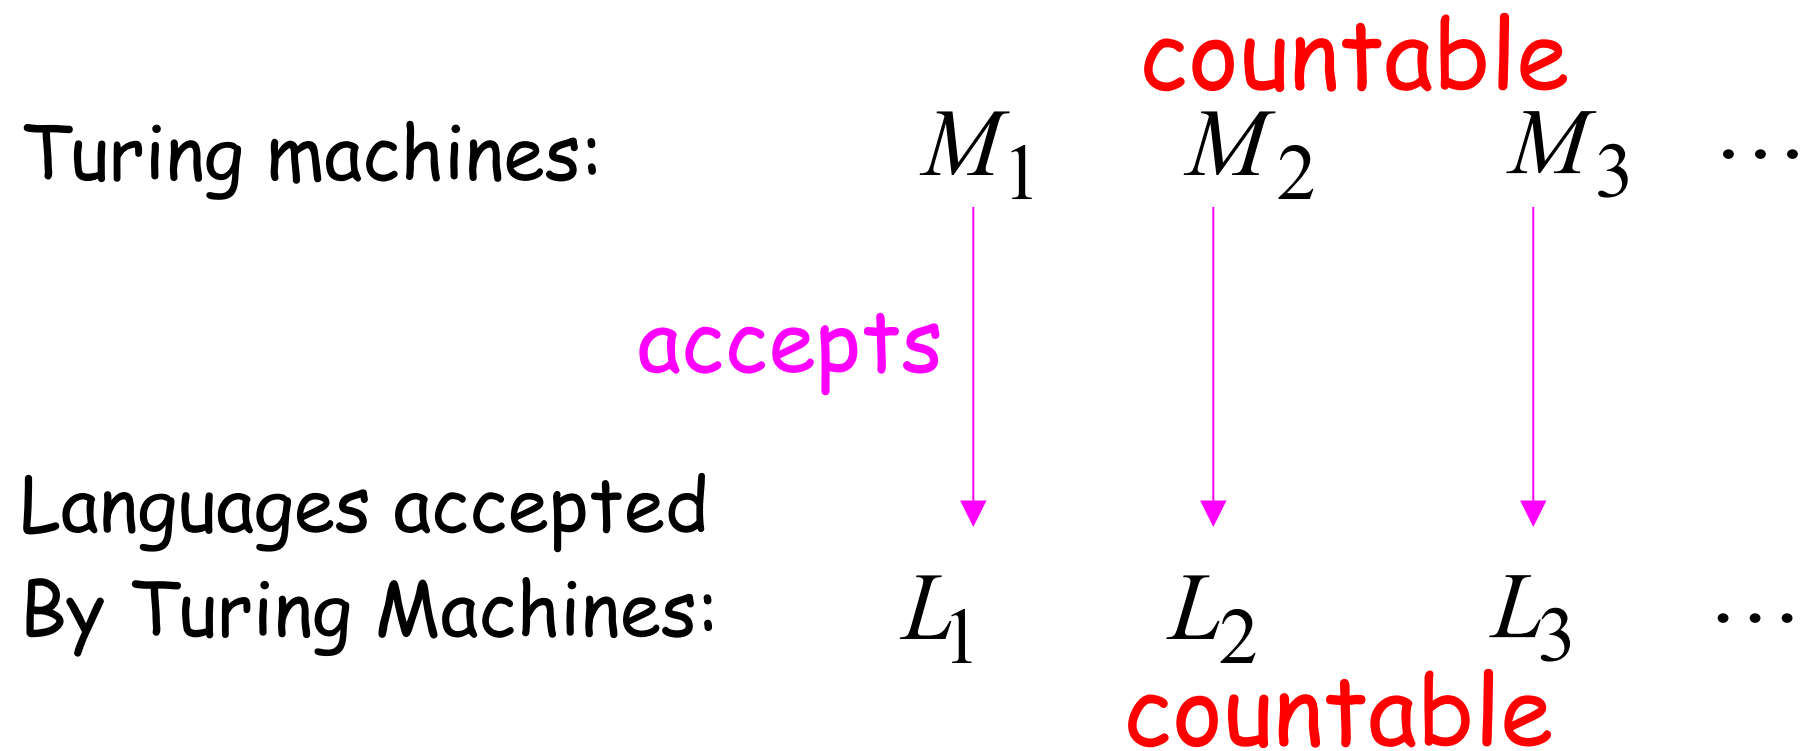 countable
Turing machines: M1 M2 M3 ⋯
accepts
Languages accepted
By Turing Machines: L1 L2 L3 ⋯
countable